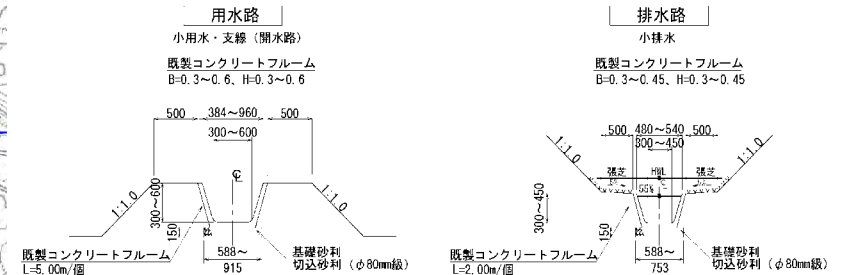 用水路
小用水・支線（開水路）
既製コンクリートフルーム
B=0.3～0.6、H=0.3～0.6
500
384～960
500
300～600
1:1.0
1:1.0
300～600
150
既製コンクリートフルーム
L=5.00m/個
588～
915
基礎砂利
切込砂利（φ80mm級）
排水路
小排水
既製コンクリートフルーム
B=0.3～0.45、H=0.3～0.45
500
480～540
500
300～450
1:1.0
1:1.0
張芝
HWL
張芝
300～450
150
既製コンクリートフルーム
L=2.00m/個
588～
753
基礎砂利
切込砂利（φ80mm級）